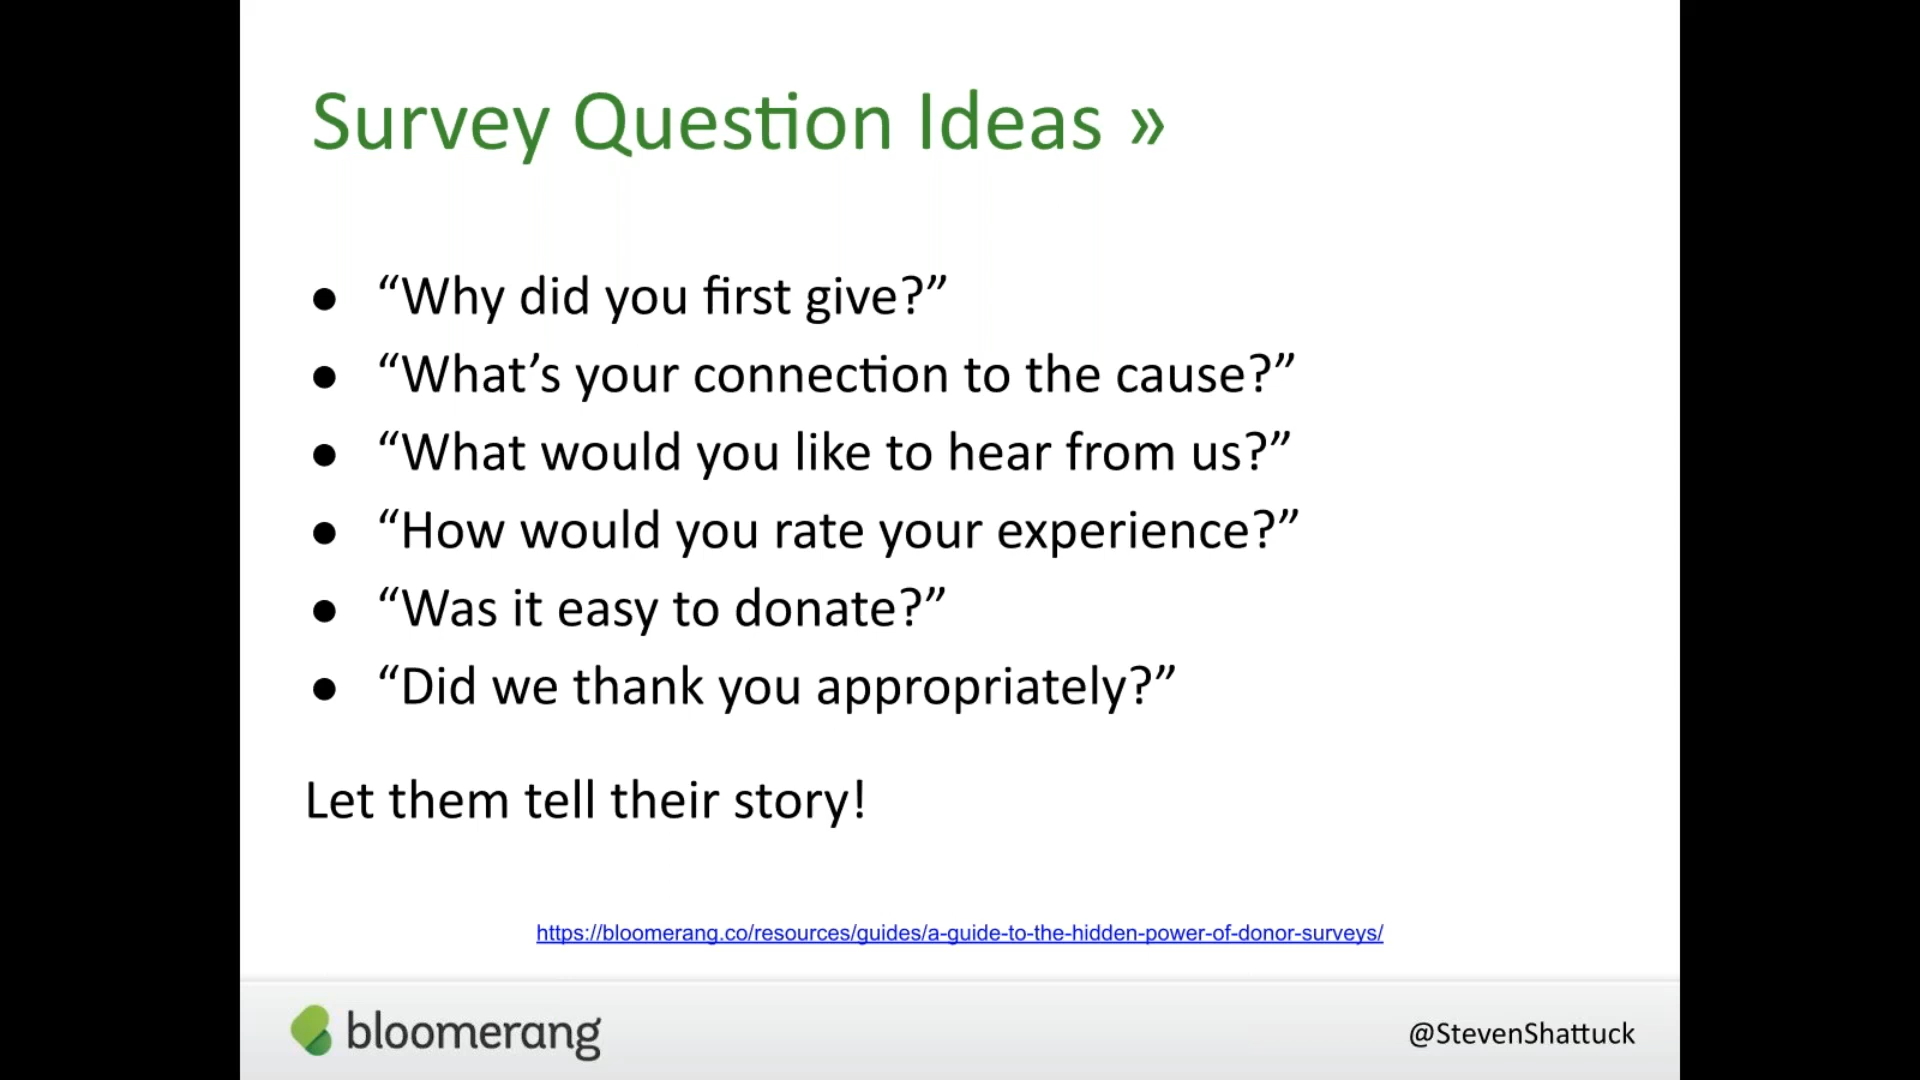 Survey Question Ideas »
● “Why did you first give?”
● “What’s your connection to the cause?”
● “What would you like to hear from us?”
● “How would you rate your experience?”
● “Was it easy to donate?”
● “Did we thank you appropriately?”
Let them tell their story!
https://bloomerang.co/resources/guides/a-guide-to-the-hidden-power-of-donor-surveys/
bloomerang
@StevenShattuck